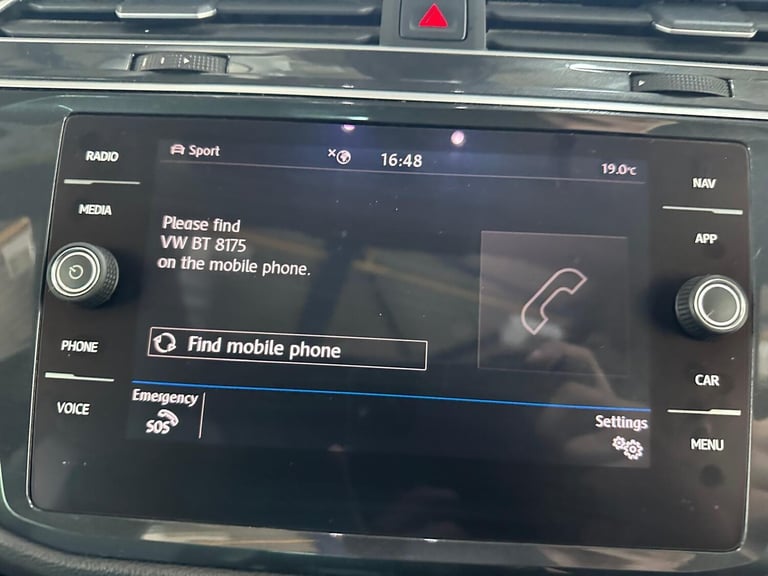 RADIO
MEDIA
PHONE
VOICE
Sport
16:48
19.0°C
Please find
VW BT 8175
on the mobile phone.
Find mobile phone
Emergency
SOS
Settings
NAV
APP
CAR
MENU